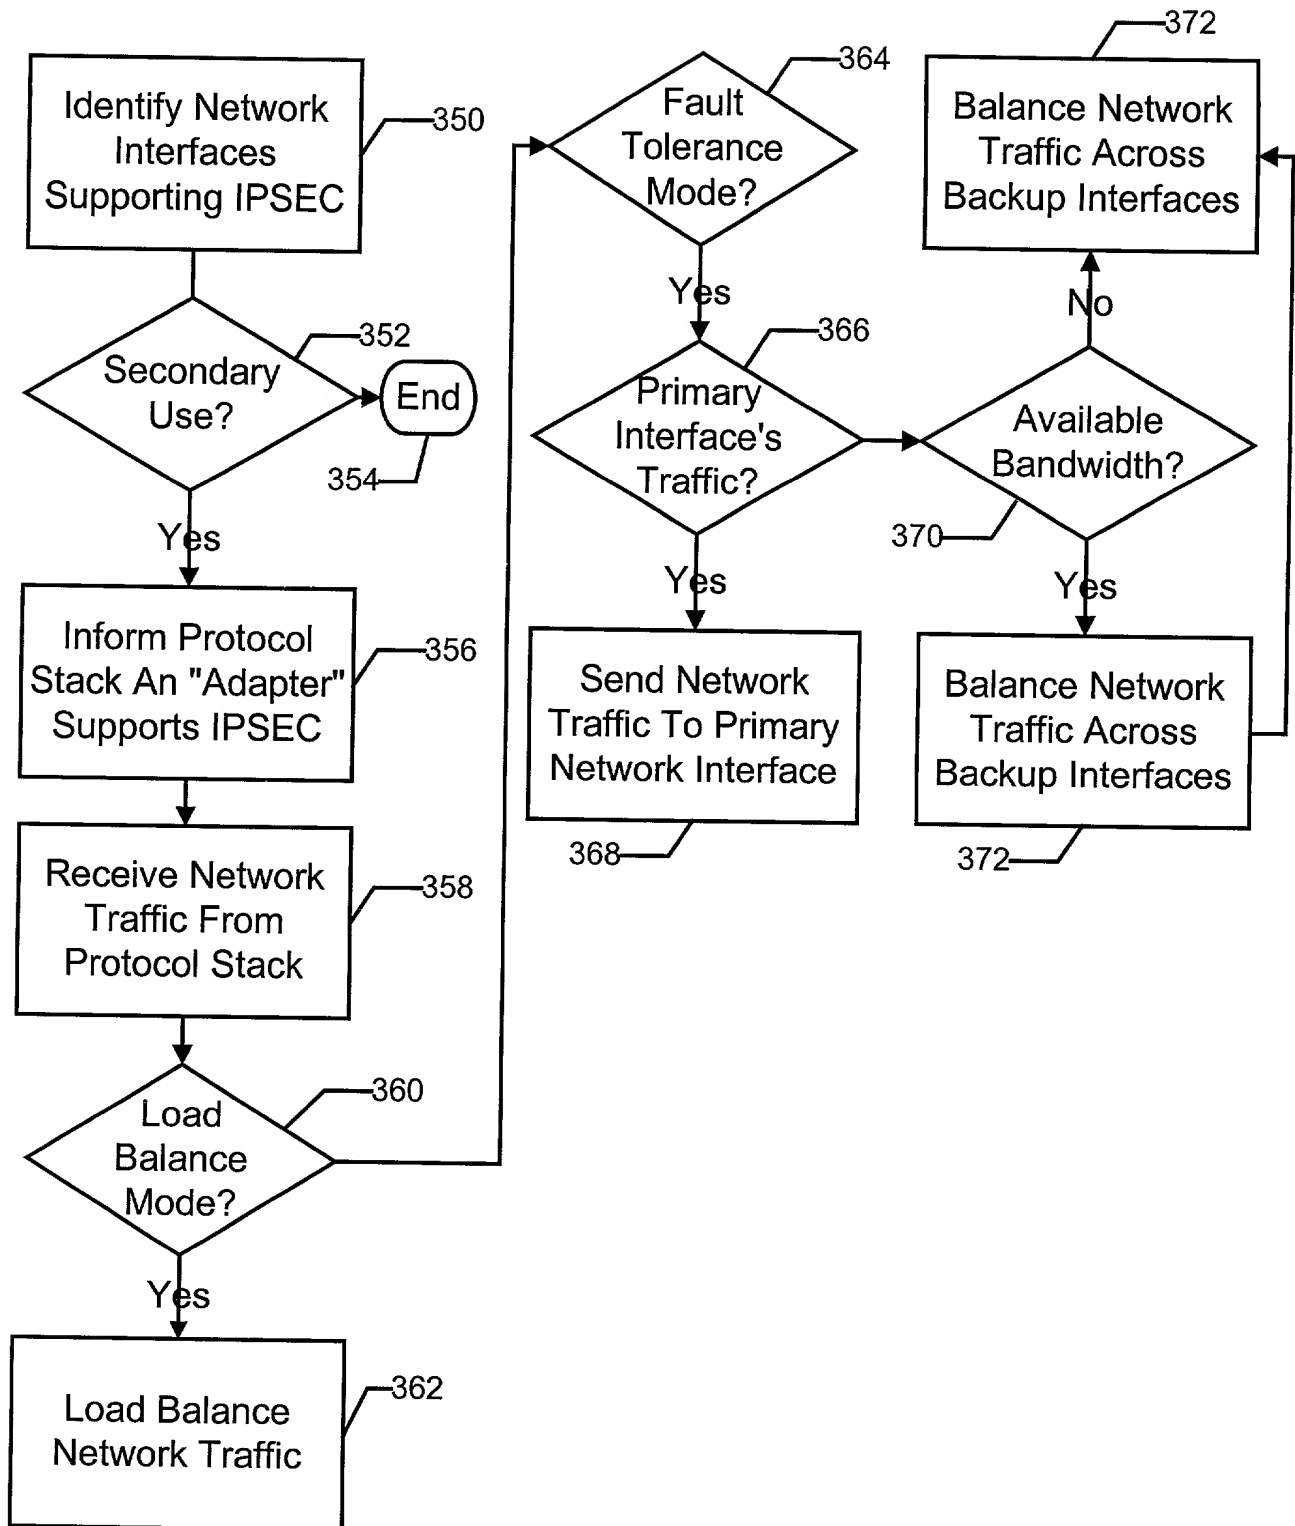 Identify Network
Interfaces
Supporting IPSEC
350
Secondary
Use?
352
End
354
Yes
Inform Protocol
Stack An "Adapter"
Supports IPSEC
356
Receive Network
Traffic From
Protocol Stack
358
Load
Balance
Mode?
360
Yes
Load Balance
Network Traffic
362
Fault
Tolerance
Mode?
364
Yes
Primary
Interface's
Traffic?
366
Yes
Send Network
Traffic To Primary
Network Interface
368
372
Balance Network
Traffic Across
Backup Interfaces
No
Available
Bandwidth?
370
Yes
Balance Network
Traffic Across
Backup Interfaces
372